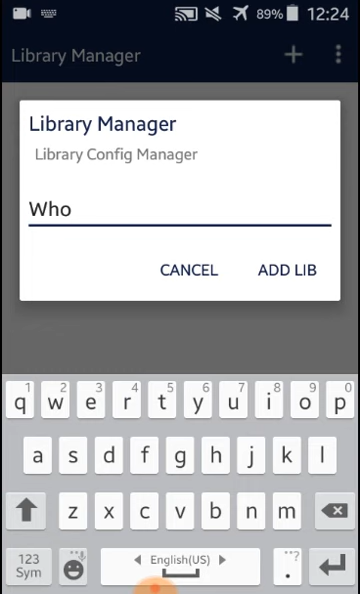 89% 12:24
Library Manager
Library Manager
Library Config Manager
Who
CANCEL ADD LIB
1 2 3 4 5 6 7 8 9 0
q w e r t y u i o p
a s d f g h j k l
z x c v b n m
123 Sym English(US) . ?